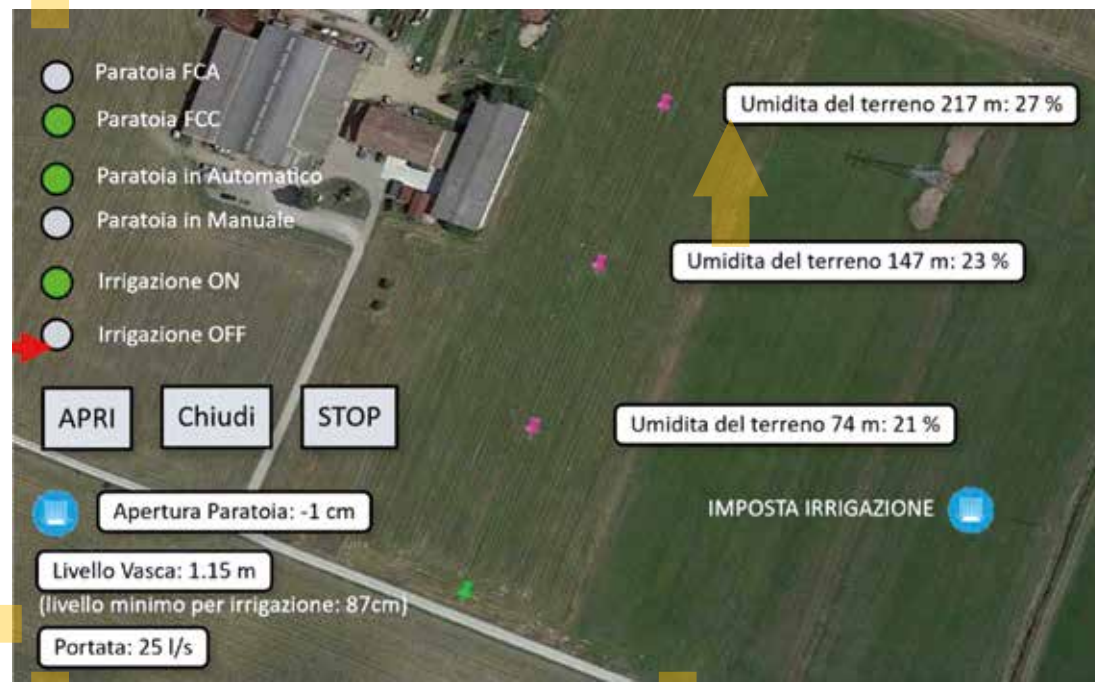 Paratoia FCA
Paratoia FCC
Paratoia in Automatico
Paratoia in Manuale
Irrigazione ON
Irrigazione OFF
APRI
Chiudi
STOP
Apertura Paratoia: -1 cm
Livello Vasca: 1.15 m
(livello minimo per irrigazione: 87cm)
Portata: 25 l/s
Umidita del terreno 217 m: 27 %
Umidita del terreno 147 m: 23 %
Umidita del terreno 74 m: 21 %
IMPOSTA IRRIGAZIONE